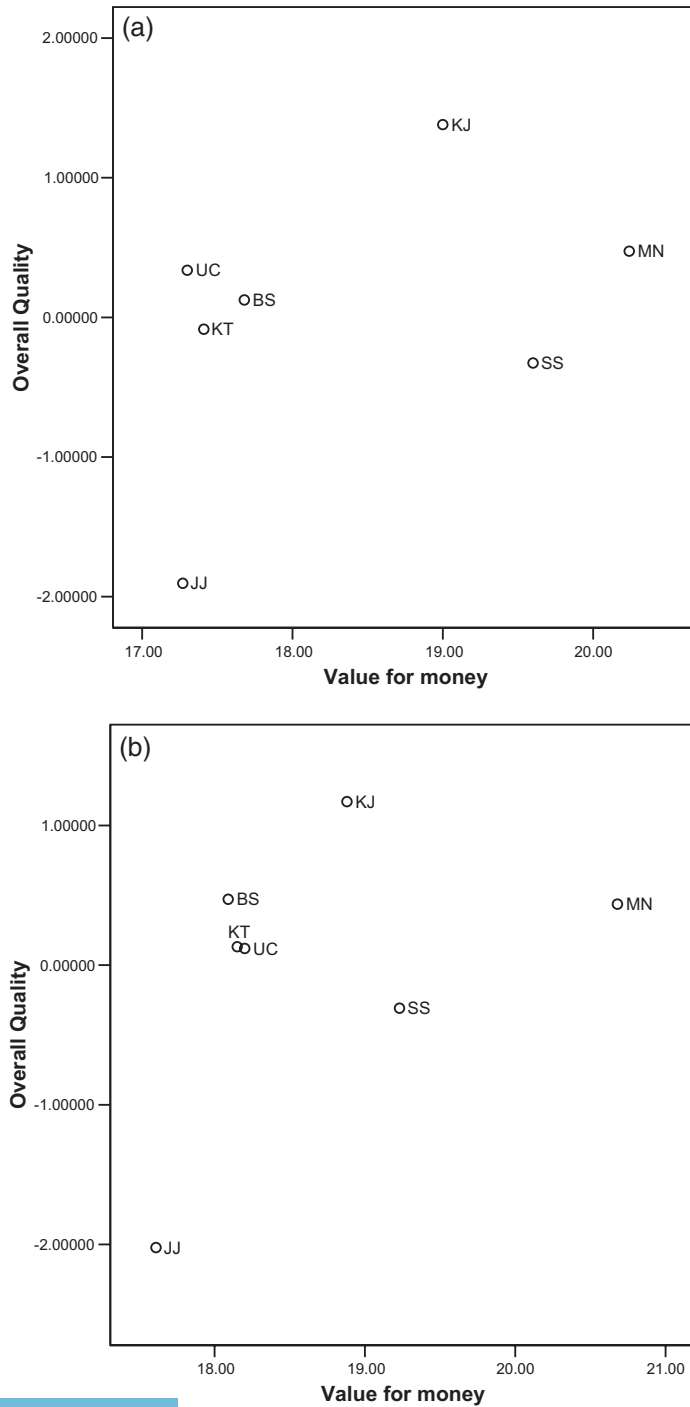 (a)
2.00000
KJ
1.00000
MN
UC
BS
0.00000
KT
SS
-1.00000
JJ
-2.00000
Overall Quality
17.00 18.00 19.00 20.00
Value for money
(b)
KJ
1.00000
BS
MN
KT
UC
0.00000
SS
-1.00000
-2.00000
JJ
Overall Quality
18.00 19.00 20.00 21.00
Value for money